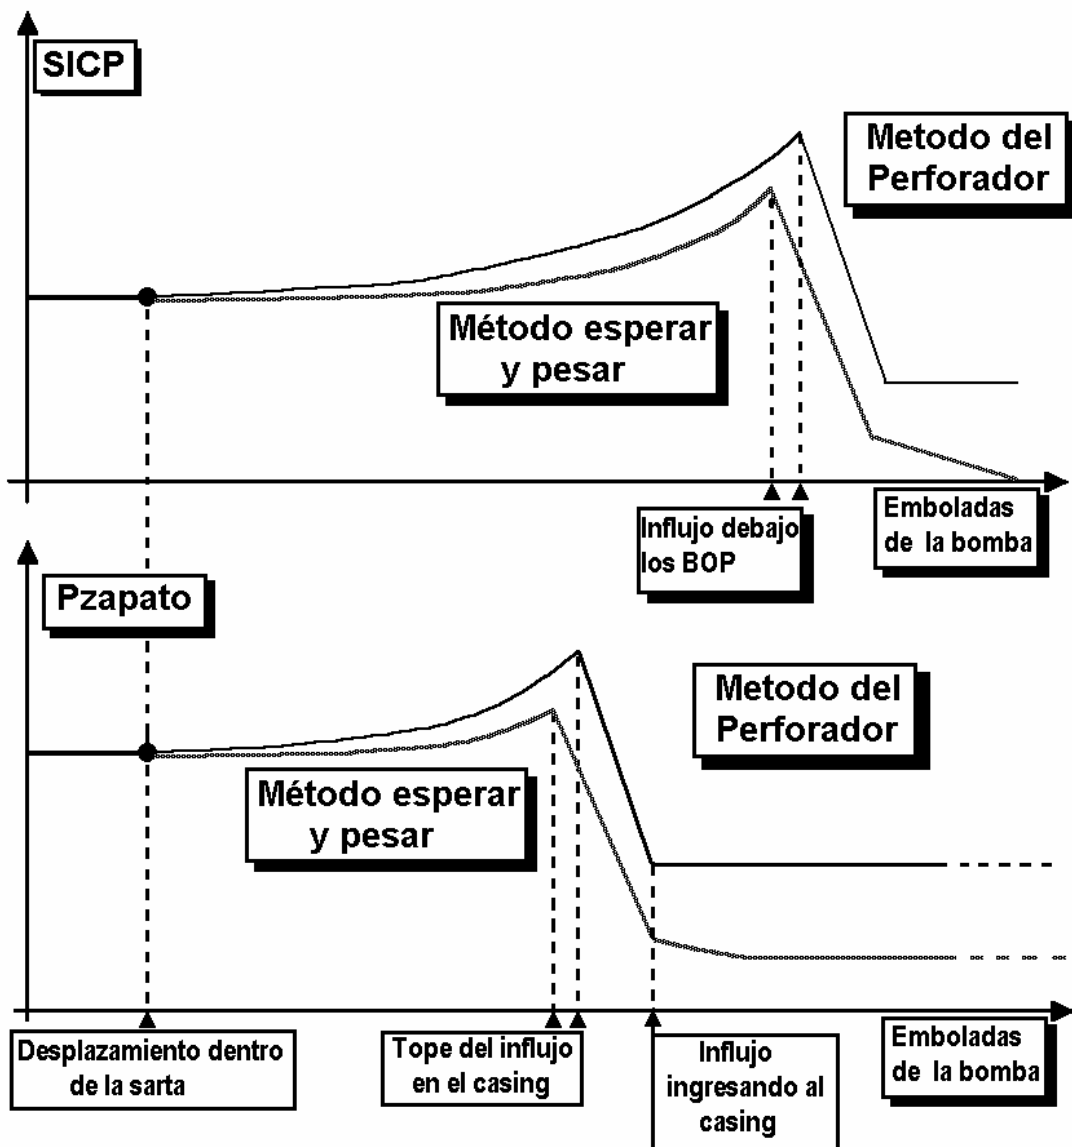 SICP
Metodo del
Perforador
Método esperar
y pesar
Influjo debajo
los BOP
Emboladas
de la bomba
Pzapato
Metodo del
Perforador
Método esperar
y pesar
Desplazamiento dentro
de la sarta
Tope del influjo
en el casing
Influjo
ingresando al
casing
Emboladas
de la bomba